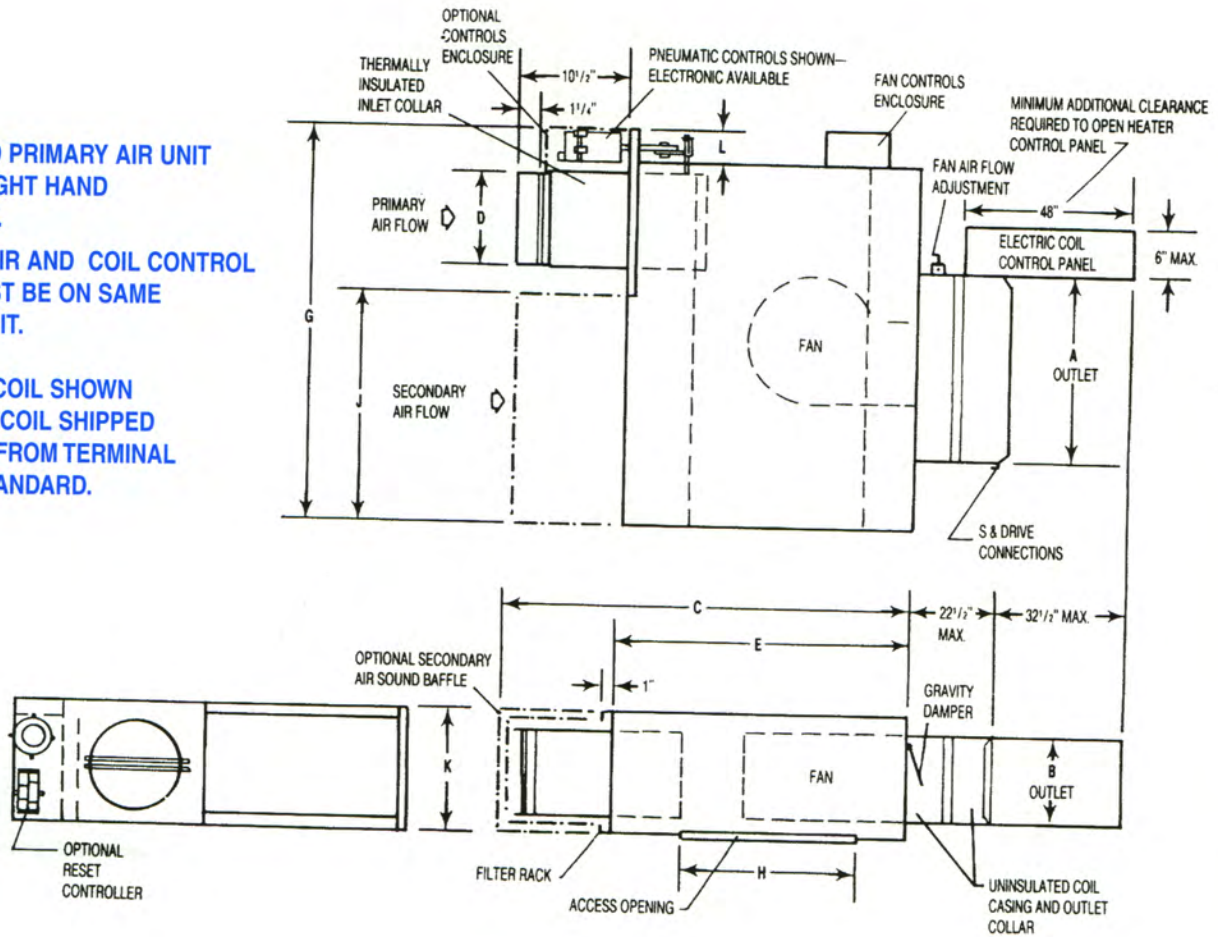 PRIMARY AIR UNIT
GHT HAND
IR AND COIL CONTROL
ST BE ON SAME
IT.
COIL SHOWN
COIL SHIPPED
FROM TERMINAL
ANDARD.
OPTIONAL
CONTROLS
ENCLOSURE
THERMALLY
INSULATED
INLET COLLAR
10 1/2"
1 1/4"
PNEUMATIC CONTROLS SHOWN—
ELECTRONIC AVAILABLE
FAN CONTROLS
ENCLOSURE
MINIMUM ADDITIONAL CLEARANCE
REQUIRED TO OPEN HEATER
CONTROL PANEL
FAN AIR FLOW
ADJUSTMENT
48"
ELECTRIC COIL
CONTROL PANEL
6" MAX.
L
PRIMARY
AIR FLOW
D
G
J
SECONDARY
AIR FLOW
FAN
A
OUTLET
S & DRIVE
CONNECTIONS
C
22 1/2"
MAX.
32 1/2" MAX.
E
OPTIONAL SECONDARY
AIR SOUND BAFFLE
1"
GRAVITY
DAMPER
K
FAN
B
OUTLET
OPTIONAL
RESET
CONTROLLER
FILTER RACK
H
ACCESS OPENING
UNINSULATED COIL
CASING AND OUTLET
COLLAR